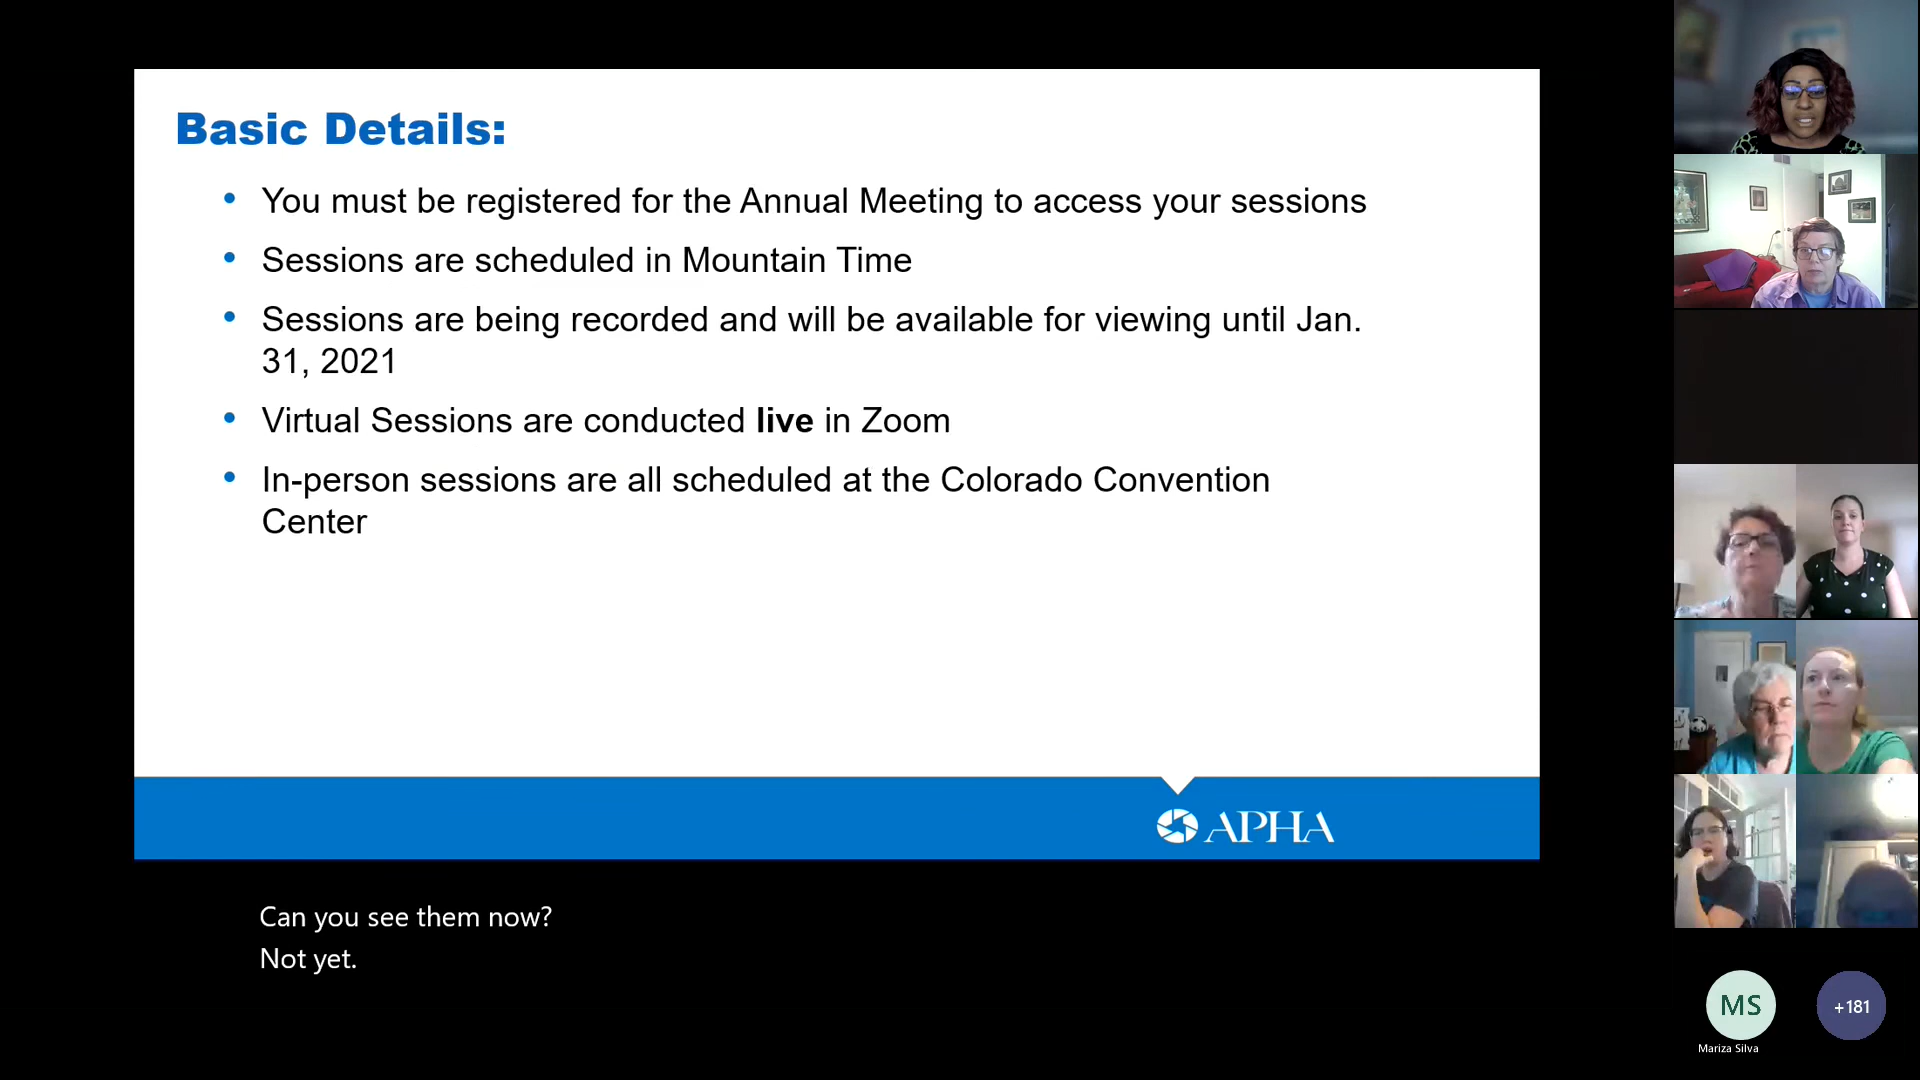 Basic Details:
• You must be registered for the Annual Meeting to access your sessions
• Sessions are scheduled in Mountain Time
• Sessions are being recorded and will be available for viewing until Jan.
31, 2021
• Virtual Sessions are conducted live in Zoom
• In-person sessions are all scheduled at the Colorado Convention
Center
APHA
Can you see them now?
Not yet.
MS
+181
Mariza Silva